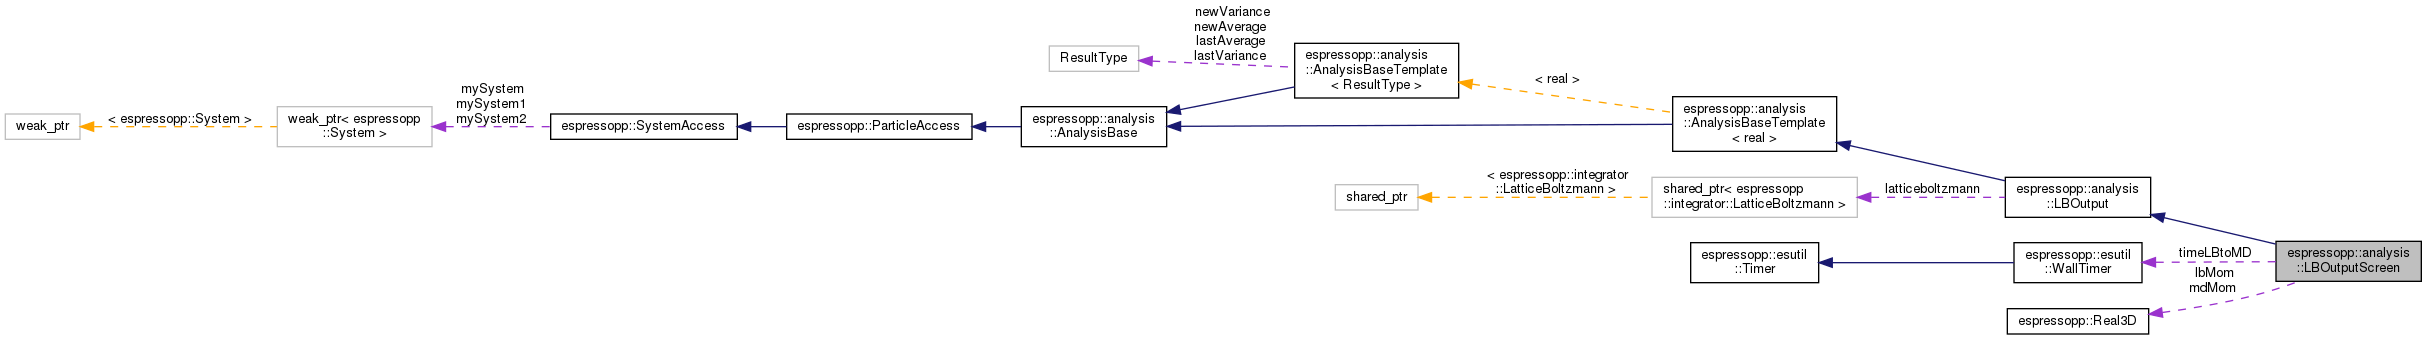 newVariance
newAverage
lastAverage
lastVariance
ResultType
espressopp::analysis
::AnalysisBaseTemplate
< ResultType >
< real >
mySystem
mySystem1
mySystem2
weak_ptr
< espressopp::System >
weak_ptr< espressopp
::System >
espressopp::SystemAccess
espressopp::ParticleAccess
espressopp::analysis
::AnalysisBase
espressopp::analysis
::AnalysisBaseTemplate
< real >
shared_ptr
< espressopp::integrator
::LatticeBoltzmann >
shared_ptr< espressopp
::integrator::LatticeBoltzmann >
latticeboltzmann
espressopp::analysis
::LBOutput
espressopp::esutil
::Timer
espressopp::esutil
::WallTimer
timeLBtoMD
lbMom
mdMom
espressopp::analysis
::LBOutputScreen
espressopp::Real3D